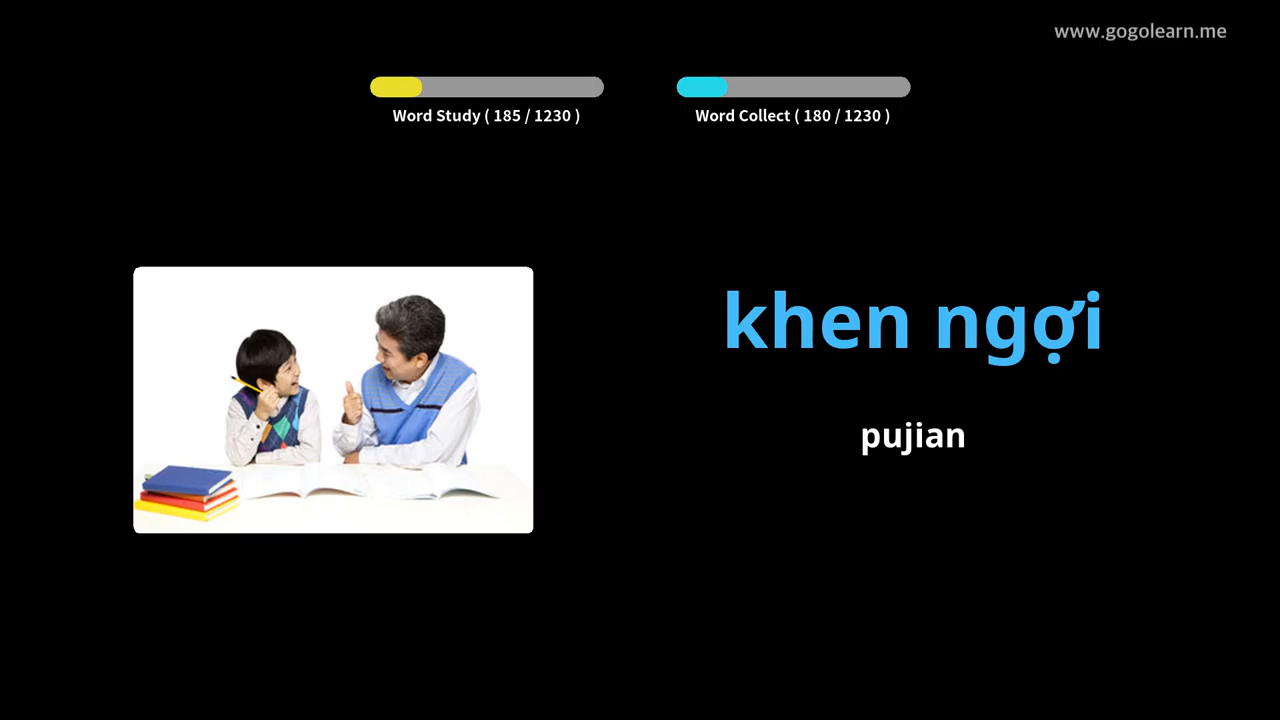 www.gogolearn.me
Word Study ( 185 / 1230 )
Word Collect ( 180 / 1230 )
khen ngợi
pujian